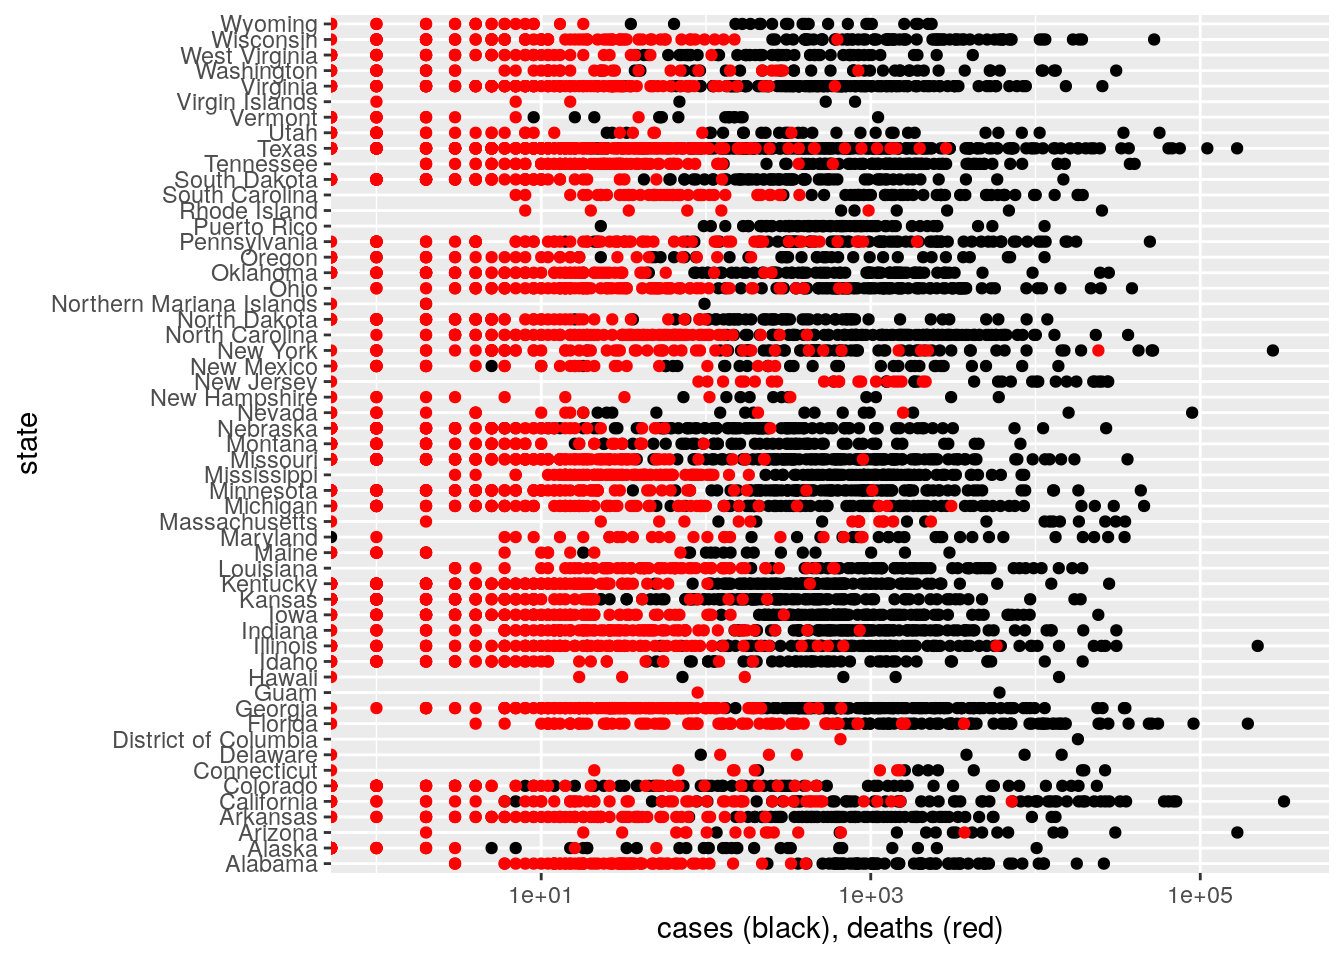 Wyoming
Wisconsin
West Virginia
Washington
Virginia
Virgin Islands
Vermont
Utah
Texas
Tennessee
South Dakota
South Carolina
Rhode Island
Puerto Rico
Pennsylvania
Oregon
Oklahoma
Ohio
Northern Mariana Islands
North Dakota
North Carolina
New York
New Mexico
New Jersey
New Hampshire
Nevada
Nebraska
Montana
Missouri
Mississippi
Minnesota
Michigan
Massachusetts
Maryland
Maine
Louisiana
Kentucky
Kansas
Iowa
Indiana
Illinois
Idaho
Hawaii
Guam
Georgia
Florida
District of Columbia
Delaware
Connecticut
Colorado
California
Arkansas
Arizona
Alaska
Alabama
state
1e+01 1e+03 1e+05
cases (black), deaths (red)